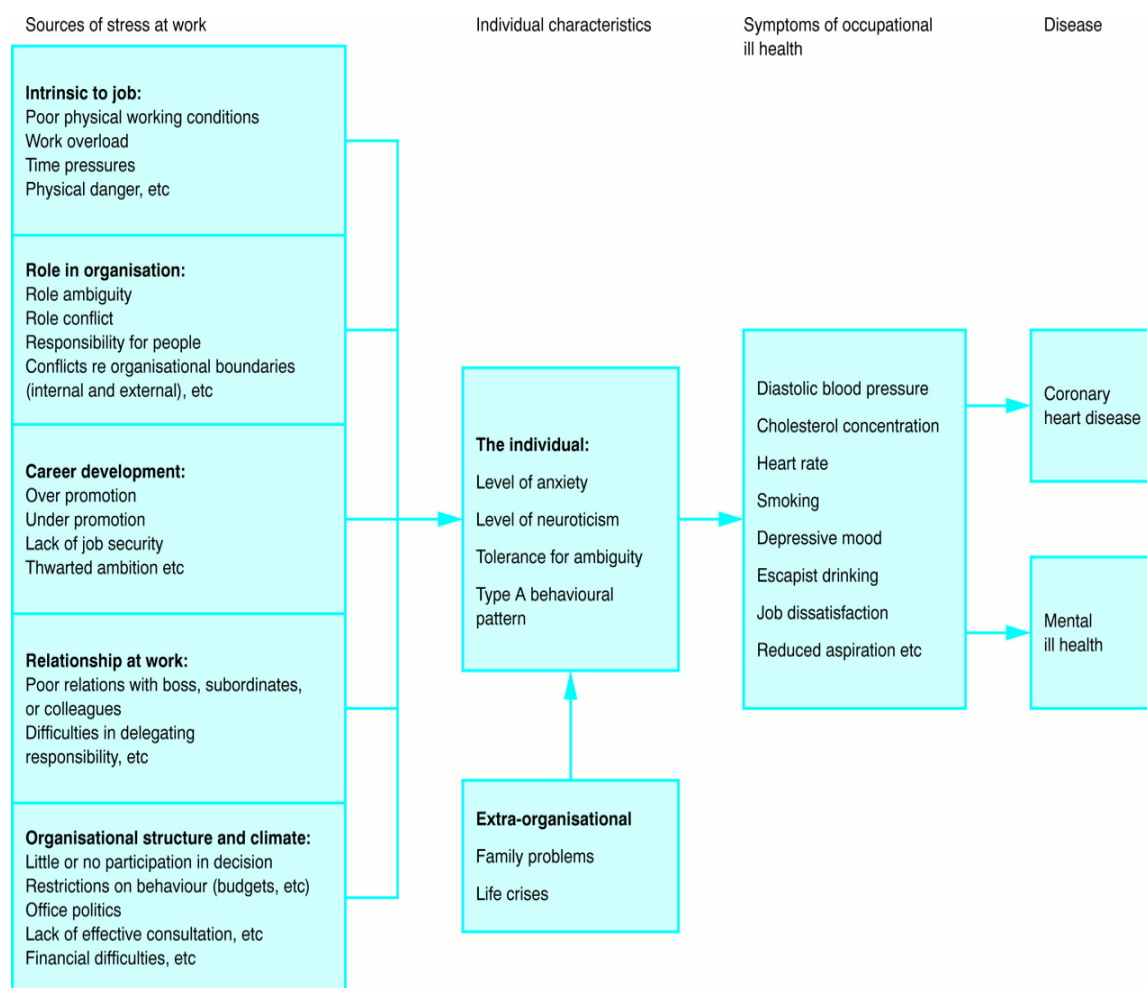 Sources of stress at work
Individual characteristics
Symptoms of occupational
ill health
Disease
Intrinsic to job:
Poor physical working conditions
Work overload
Time pressures
Physical danger, etc
Role in organisation:
Role ambiguity
Role conflict
Responsibility for people
Conflicts re organisational boundaries
(internal and external), etc
Career development:
Over promotion
Under promotion
Lack of job security
Thwarted ambition etc
Relationship at work:
Poor relations with boss, subordinates,
or colleagues
Difficulties in delegating
responsibility, etc
Organisational structure and climate:
Little or no participation in decision
Restrictions on behaviour (budgets, etc)
Office politics
Lack of effective consultation, etc
Financial difficulties, etc
The individual:
Level of anxiety
Level of neuroticism
Tolerance for ambiguity
Type A behavioural
pattern
Extra-organisational
Family problems
Life crises
Diastolic blood pressure
Cholesterol concentration
Heart rate
Smoking
Depressive mood
Escapist drinking
Job dissatisfaction
Reduced aspiration etc
Coronary
heart disease
Mental
ill health